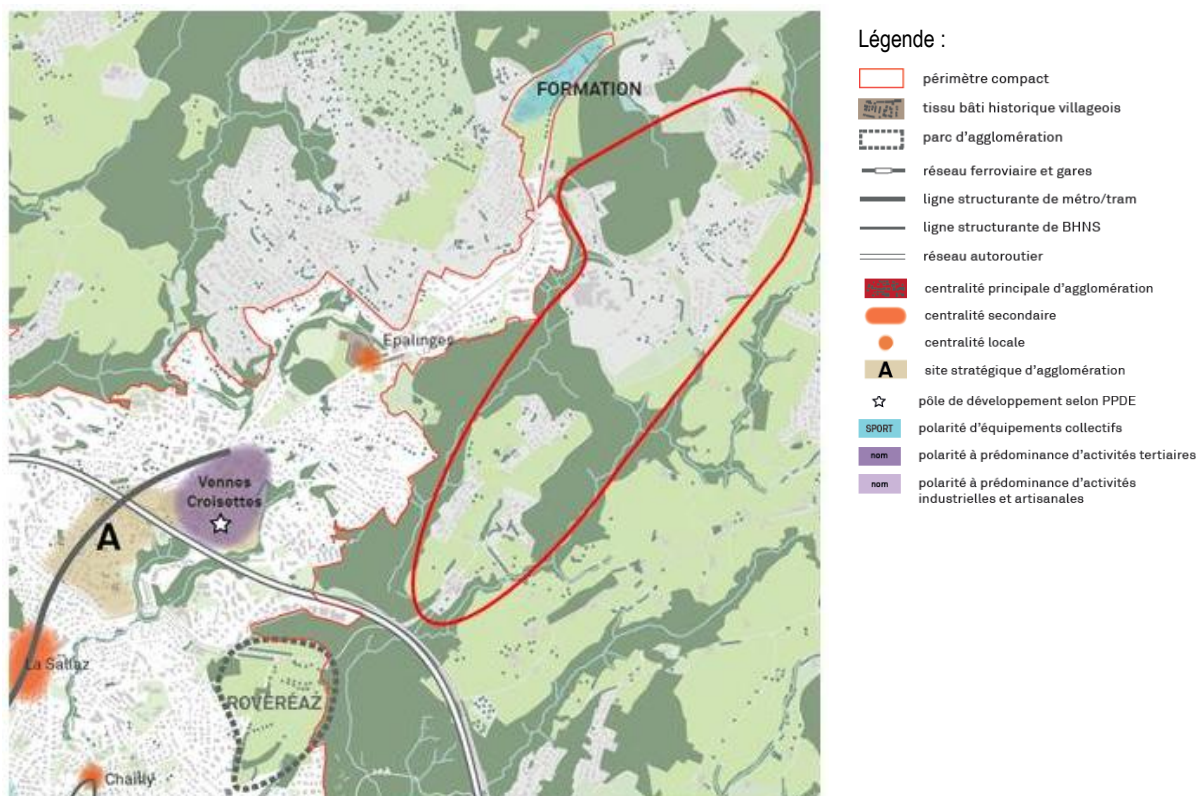 FORMATION
Epalinges
Vennes
Croisettes
A
La Sallaz
ROVÉRÉAZ
Chailly
Légende :
périmètre compact
tissu bâti historique villageois
parc d'agglomération
réseau ferroviaire et gares
ligne structurante de métro/tram
ligne structurante de BHNS
réseau autoroutier
centralité principale d'agglomération
centralité secondaire
centralité locale
A site stratégique d'agglomération
pôle de développement selon PPDE
SPORT polarité d'équipements collectifs
nom polarité à prédominance d'activités tertiaires
nom polarité à prédominance d'activités
industrielles et artisanales